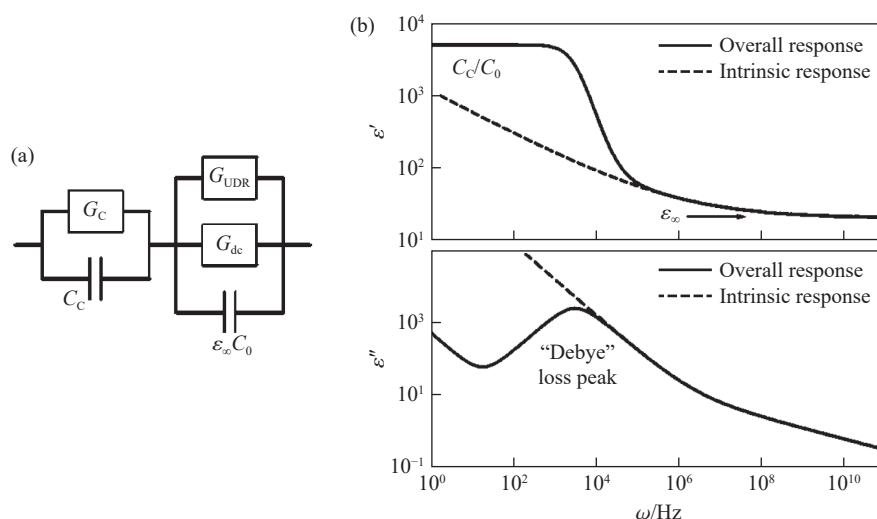 (a)
G_C
C_C
G_UDR
G_dc
ε_∞C_0
(b)
10^4
10^3
10^2
10^1
ε′
C_C/C_0
Overall response
Intrinsic response
ε_∞
10^3
10^1
10^−1
ε″
Overall response
Intrinsic response
“Debye”
loss peak
10^0 10^2 10^4 10^6 10^8 10^10
ω/Hz